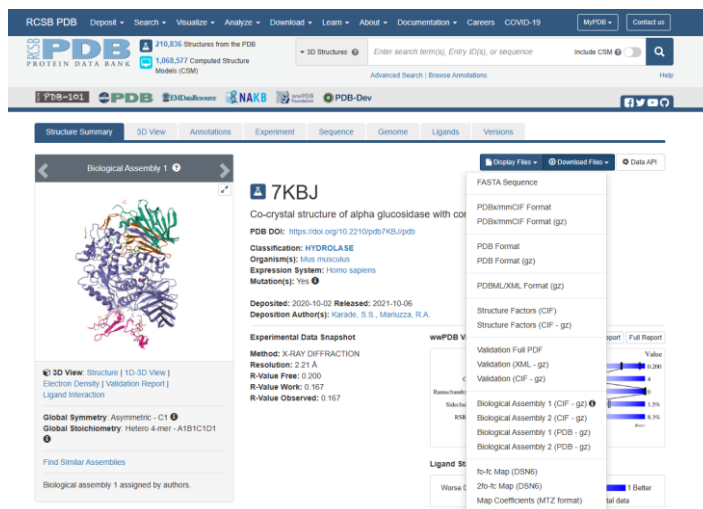 RCSB PDB Deposit Search Visualize Analyze Download Learn About Documentation Careers COVID-19 MyPDB Contact us
RCSB PDB
PROTEIN DATA BANK
210,836 Structures from the PDB
1,068,577 Computed Structure Models (CSM)
3D Structures Enter search term(s), Entry ID(s), or sequence Include CSM
Advanced Search | Browse Annotations Help
PDB-101 PDB EMDataResource NAKB wwPDB Foundation PDB-Dev
Structure Summary 3D View Annotations Experiment Sequence Genome Ligands Versions
Biological Assembly 1
3D View: Structure | 1D-3D View |
Electron Density | Validation Report |
Ligand Interaction
Global Symmetry: Asymmetric - C1
Global Stoichiometry: Hetero 4-mer - A1B1C1D1
Find Similar Assemblies
Biological assembly 1 assigned by authors.
Display Files Download Files Data API
7KBJ
Co-crystal structure of alpha glucosidase with co
PDB DOI: https://doi.org/10.2210/pdb7KBJ/pdb
Classification: HYDROLASE
Organism(s): Mus musculus
Expression System: Homo sapiens
Mutation(s): Yes
Deposited: 2020-10-02 Released: 2021-10-06
Deposition Author(s): Karade, S.S., Mariuzza, R.A.
Experimental Data Snapshot
Method: X-RAY DIFFRACTION
Resolution: 2.21 Å
R-Value Free: 0.200
R-Value Work: 0.167
R-Value Observed: 0.167
wwPDB V
port Full Report
Value
0.200
4
0
1.5%
8.3%
C
Ramachandra
Sidecha
RSR
Ligand St
Worse 1 Better
tal data
FASTA Sequence
PDBx/mmCIF Format
PDBx/mmCIF Format (gz)
PDB Format
PDB Format (gz)
PDBML/XML Format (gz)
Structure Factors (CIF)
Structure Factors (CIF - gz)
Validation Full PDF
Validation (XML - gz)
Validation (CIF - gz)
Biological Assembly 1 (CIF - gz)
Biological Assembly 2 (CIF - gz)
Biological Assembly 1 (PDB - gz)
Biological Assembly 2 (PDB - gz)
fo-fc Map (DSN6)
2fo-fc Map (DSN6)
Map Coefficients (MTZ format)